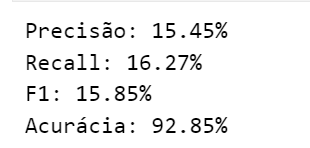 Precisão: 15.45%
Recall: 16.27%
F1: 15.85%
Acurácia: 92.85%